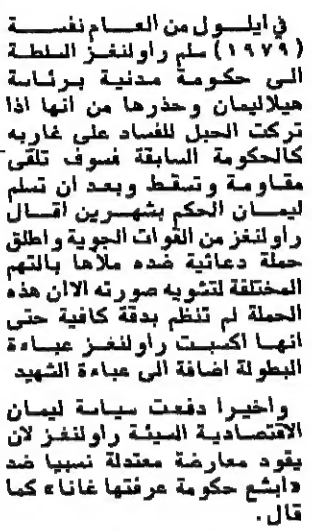 في ايلول من العام نفسة
(١٩٧٩) سلم راولنغز السلطة
الى حكومة مدنية برئاسة
هيلاليمان وحذرها من انها اذا
تركت الحبل للفساد على غاربه
كالحكومة السابقة فسوف تلقى
مقاومة وتسقط وبعد ان تسلم
ليمان الحكم بشهرين اقال
راولنغز من القوات الجوية واطلق
حملة دعائية ضده ملأها بالتهم
المختلقة لتشويه صورته الاان هذه
الحملة لم تنظم بدقة كافية حتى
انها اكسبت راولنغز عباءة
البطولة اضافة الى عباءة الشهيد
واخيرا دفعت سياسة ليمان
الاقتصادية السيئة راولنغز لان
يقود معارضة معتدلة نسبيا ضد
«ابشع حكومة عرفتها غانا» كما
قال.